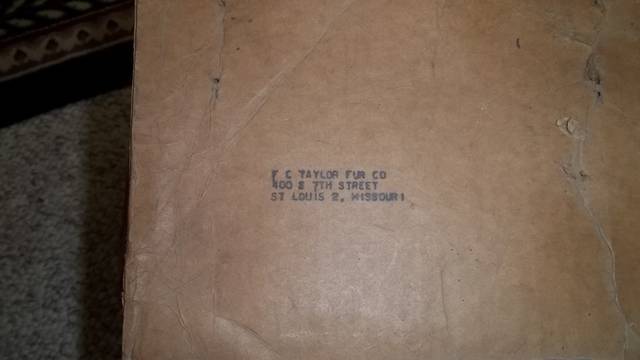 F C TAYLOR FUR CO
400 S 7TH STREET
ST LOUIS 2, MISSOURI